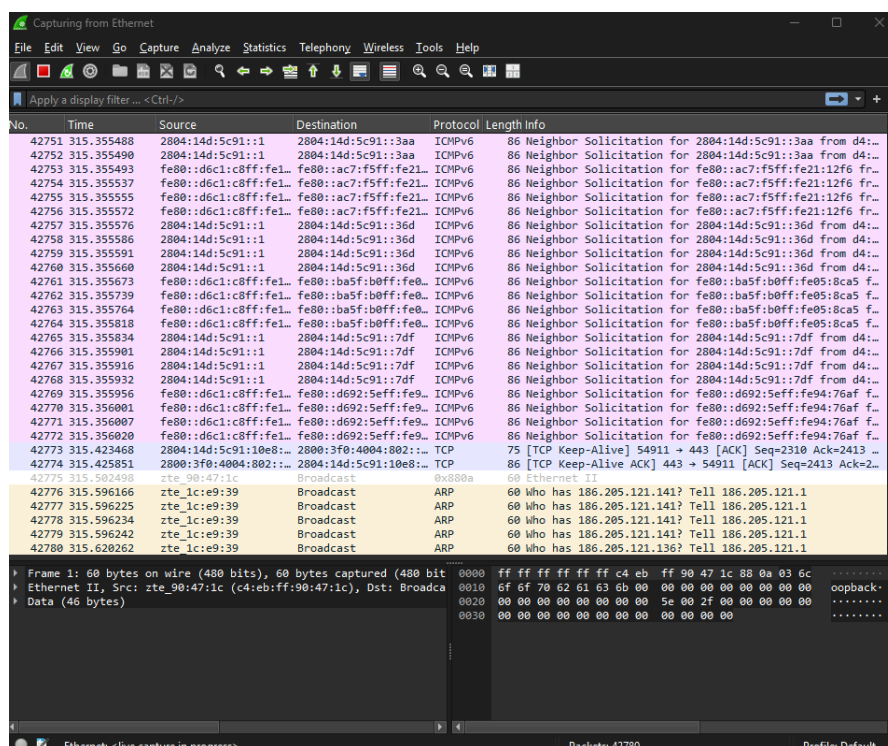 Capturing from Ethernet
File Edit View Go Capture Analyze Statistics Telephony Wireless Tools Help
Apply a display filter ... <Ctrl-/>
No. Time Source Destination Protocol Length Info
42751 315.355488 2804:14d:5c91::1 2804:14d:5c91::3aa ICMPv6 86 Neighbor Solicitation for 2804:14d:5c91::3aa from d4:…
42752 315.355490 2804:14d:5c91::1 2804:14d:5c91::3aa ICMPv6 86 Neighbor Solicitation for 2804:14d:5c91::3aa from d4:…
42753 315.355493 fe80::d6c1:c8ff:fe1… fe80::ac7:f5ff:fe21… ICMPv6 86 Neighbor Solicitation for fe80::ac7:f5ff:fe21:12f6 fr…
42754 315.355537 fe80::d6c1:c8ff:fe1… fe80::ac7:f5ff:fe21… ICMPv6 86 Neighbor Solicitation for fe80::ac7:f5ff:fe21:12f6 fr…
42755 315.355555 fe80::d6c1:c8ff:fe1… fe80::ac7:f5ff:fe21… ICMPv6 86 Neighbor Solicitation for fe80::ac7:f5ff:fe21:12f6 fr…
42756 315.355572 fe80::d6c1:c8ff:fe1… fe80::ac7:f5ff:fe21… ICMPv6 86 Neighbor Solicitation for fe80::ac7:f5ff:fe21:12f6 fr…
42757 315.355576 2804:14d:5c91::1 2804:14d:5c91::36d ICMPv6 86 Neighbor Solicitation for 2804:14d:5c91::36d from d4:…
42758 315.355586 2804:14d:5c91::1 2804:14d:5c91::36d ICMPv6 86 Neighbor Solicitation for 2804:14d:5c91::36d from d4:…
42759 315.355591 2804:14d:5c91::1 2804:14d:5c91::36d ICMPv6 86 Neighbor Solicitation for 2804:14d:5c91::36d from d4:…
42760 315.355660 2804:14d:5c91::1 2804:14d:5c91::36d ICMPv6 86 Neighbor Solicitation for 2804:14d:5c91::36d from d4:…
42761 315.355673 fe80::d6c1:c8ff:fe1… fe80::ba5f:b0ff:fe0… ICMPv6 86 Neighbor Solicitation for fe80::ba5f:b0ff:fe05:8ca5 f…
42762 315.355739 fe80::d6c1:c8ff:fe1… fe80::ba5f:b0ff:fe0… ICMPv6 86 Neighbor Solicitation for fe80::ba5f:b0ff:fe05:8ca5 f…
42763 315.355764 fe80::d6c1:c8ff:fe1… fe80::ba5f:b0ff:fe0… ICMPv6 86 Neighbor Solicitation for fe80::ba5f:b0ff:fe05:8ca5 f…
42764 315.355818 fe80::d6c1:c8ff:fe1… fe80::ba5f:b0ff:fe0… ICMPv6 86 Neighbor Solicitation for fe80::ba5f:b0ff:fe05:8ca5 f…
42765 315.355834 2804:14d:5c91::1 2804:14d:5c91::7df ICMPv6 86 Neighbor Solicitation for 2804:14d:5c91::7df from d4:…
42766 315.355901 2804:14d:5c91::1 2804:14d:5c91::7df ICMPv6 86 Neighbor Solicitation for 2804:14d:5c91::7df from d4:…
42767 315.355916 2804:14d:5c91::1 2804:14d:5c91::7df ICMPv6 86 Neighbor Solicitation for 2804:14d:5c91::7df from d4:…
42768 315.355932 2804:14d:5c91::1 2804:14d:5c91::7df ICMPv6 86 Neighbor Solicitation for 2804:14d:5c91::7df from d4:…
42769 315.355956 fe80::d6c1:c8ff:fe1… fe80::d692:5eff:fe9… ICMPv6 86 Neighbor Solicitation for fe80::d692:5eff:fe94:76af f…
42770 315.356001 fe80::d6c1:c8ff:fe1… fe80::d692:5eff:fe9… ICMPv6 86 Neighbor Solicitation for fe80::d692:5eff:fe94:76af f…
42771 315.356007 fe80::d6c1:c8ff:fe1… fe80::d692:5eff:fe9… ICMPv6 86 Neighbor Solicitation for fe80::d692:5eff:fe94:76af f…
42772 315.356020 fe80::d6c1:c8ff:fe1… fe80::d692:5eff:fe9… ICMPv6 86 Neighbor Solicitation for fe80::d692:5eff:fe94:76af f…
42773 315.423468 2804:14d:5c91:10e8:… 2800:3f0:4004:802::… TCP 75 [TCP Keep-Alive] 54911 → 443 [ACK] Seq=2310 Ack=2413 …
42774 315.425851 2800:3f0:4004:802::… 2804:14d:5c91:10e8:… TCP 86 [TCP Keep-Alive ACK] 443 → 54911 [ACK] Seq=2413 Ack=2…
42775 315.502498 zte_90:47:1c Broadcast 0x880a 60 Ethernet II
42776 315.596166 zte_1c:e9:39 Broadcast ARP 60 Who has 186.205.121.141? Tell 186.205.121.1
42777 315.596225 zte_1c:e9:39 Broadcast ARP 60 Who has 186.205.121.141? Tell 186.205.121.1
42778 315.596234 zte_1c:e9:39 Broadcast ARP 60 Who has 186.205.121.141? Tell 186.205.121.1
42779 315.596242 zte_1c:e9:39 Broadcast ARP 60 Who has 186.205.121.141? Tell 186.205.121.1
42780 315.620262 zte_1c:e9:39 Broadcast ARP 60 Who has 186.205.121.136? Tell 186.205.121.1
Frame 1: 60 bytes on wire (480 bits), 60 bytes captured (480 bit
Ethernet II, Src: zte_90:47:1c (c4:eb:ff:90:47:1c), Dst: Broadca
Data (46 bytes)
0000 ff ff ff ff ff ff c4 eb ff 90 47 1c 88 0a 03 6c ········
0010 6f 6f 70 62 61 63 6b 00 00 00 00 00 00 00 00 00 oopback·
0020 00 00 00 00 00 00 00 00 5e 00 2f 00 00 00 00 00 ········
0030 00 00 00 00 00 00 00 00 00 00 00 00 ········
Ethernet: <live capture in progress> Packets: 42780 Profile: Default